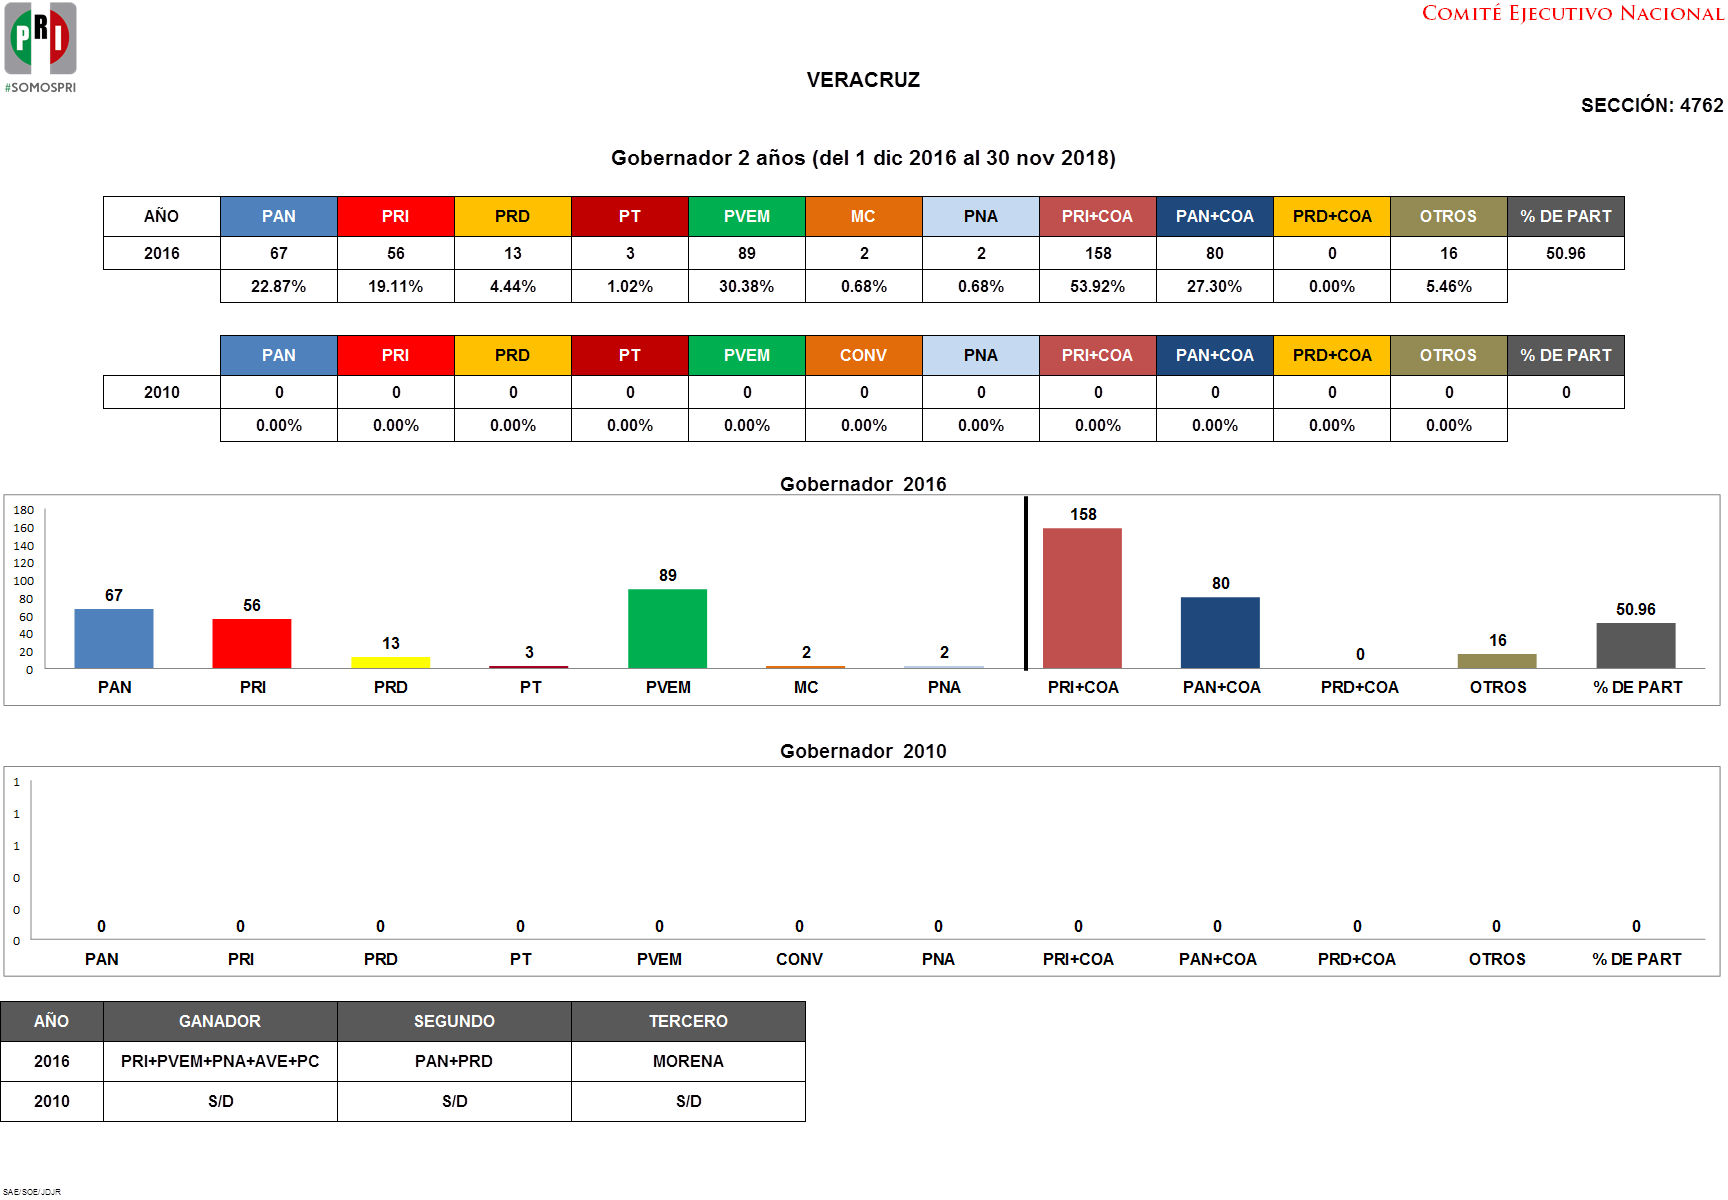 PRI
#SOMOSPRI
COMITÉ EJECUTIVO NACIONAL
VERACRUZ
SECCIÓN: 4762
Gobernador 2 años (del 1 dic 2016 al 30 nov 2018)
AÑO PAN PRI PRD PT PVEM MC PNA PRI+COA PAN+COA PRD+COA OTROS % DE PART
2016 67 56 13 3 89 2 2 158 80 0 16 50.96
22.87% 19.11% 4.44% 1.02% 30.38% 0.68% 0.68% 53.92% 27.30% 0.00% 5.46%
PAN PRI PRD PT PVEM CONV PNA PRI+COA PAN+COA PRD+COA OTROS % DE PART
2010 0 0 0 0 0 0 0 0 0 0 0 0
0.00% 0.00% 0.00% 0.00% 0.00% 0.00% 0.00% 0.00% 0.00% 0.00% 0.00%
Gobernador 2016
180
160
140
120
100
80
60
40
20
0
67 56 13 3 89 2 2 158 80 0 16 50.96
PAN PRI PRD PT PVEM MC PNA PRI+COA PAN+COA PRD+COA OTROS % DE PART
Gobernador 2010
1
1
1
0
0
0
0 0 0 0 0 0 0 0 0 0 0 0
PAN PRI PRD PT PVEM CONV PNA PRI+COA PAN+COA PRD+COA OTROS % DE PART
AÑO GANADOR SEGUNDO TERCERO
2016 PRI+PVEM+PNA+AVE+PC PAN+PRD MORENA
2010 S/D S/D S/D
SAE/SOE/JDJR